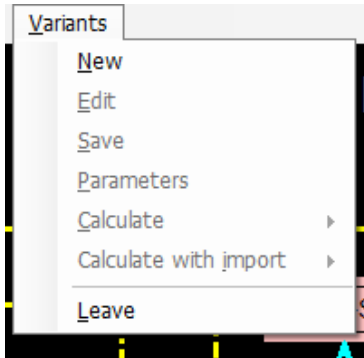 Variants
New
Edit
Save
Parameters
Calculate
Calculate with import
Leave